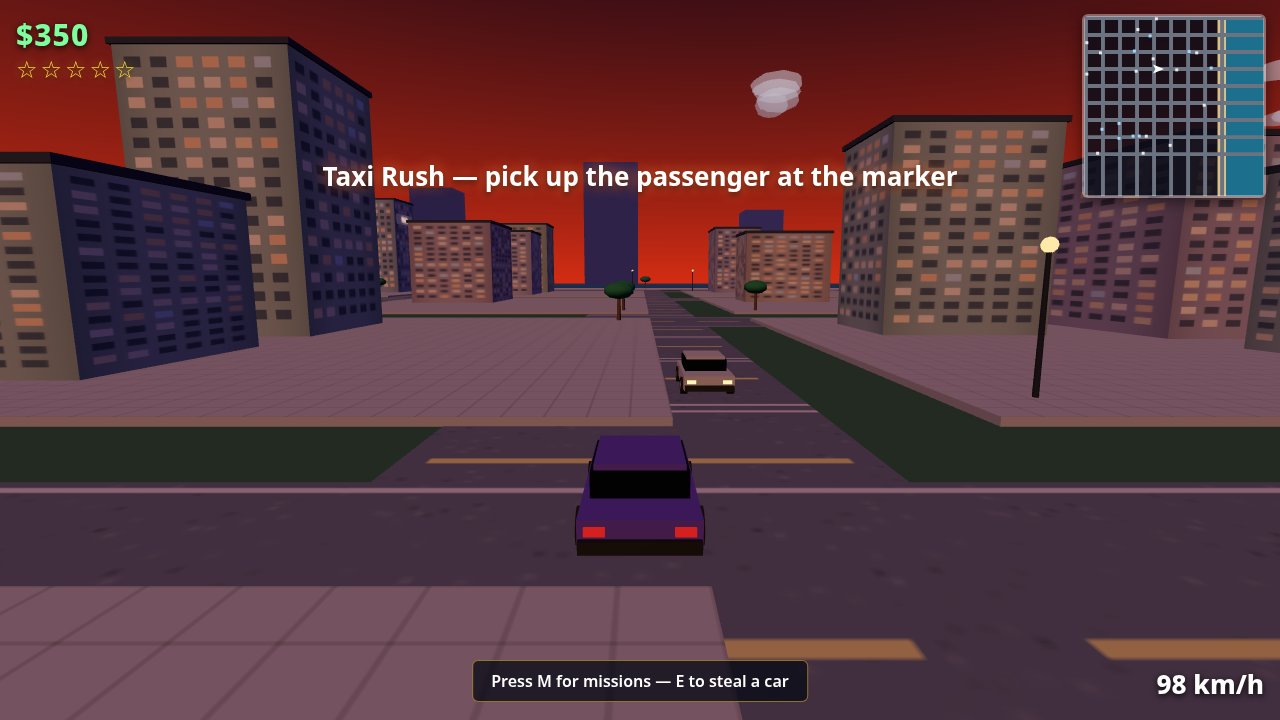 $350
☆☆☆☆☆
Taxi Rush — pick up the passenger at the marker
Press M for missions — E to steal a car
98 km/h